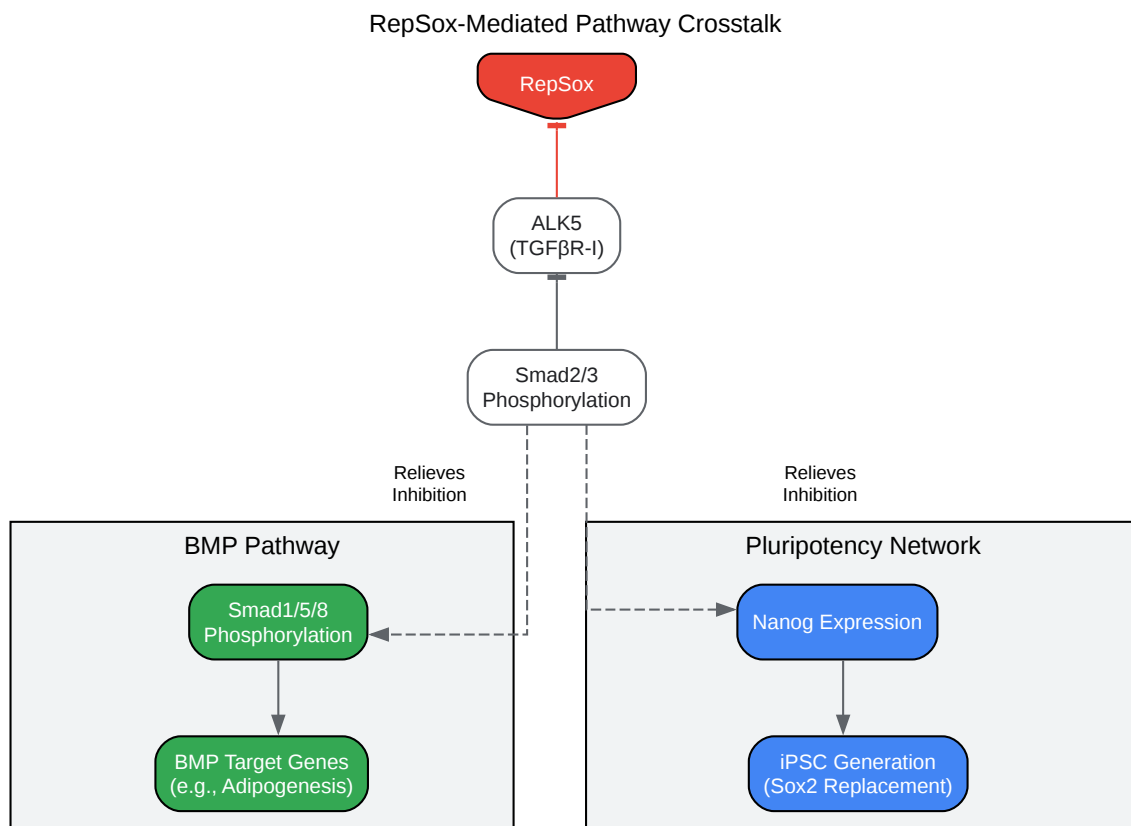 RepSox-Mediated Pathway Crosstalk
RepSox
ALK5
(TGFβR-I)
Smad2/3
Phosphorylation
Relieves
Inhibition
Relieves
Inhibition
BMP Pathway
Smad1/5/8
Phosphorylation
BMP Target Genes
(e.g., Adipogenesis)
Pluripotency Network
Nanog Expression
iPSC Generation
(Sox2 Replacement)